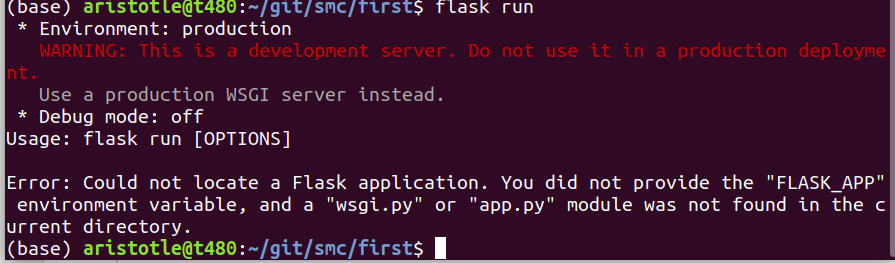 (base) aristotle@t480:~/git/smc/first$ flask run
 * Environment: production
   WARNING: This is a development server. Do not use it in a production deployme
nt.
   Use a production WSGI server instead.
 * Debug mode: off
Usage: flask run [OPTIONS]

Error: Could not locate a Flask application. You did not provide the "FLASK_APP"
 environment variable, and a "wsgi.py" or "app.py" module was not found in the c
urrent directory.
(base) aristotle@t480:~/git/smc/first$